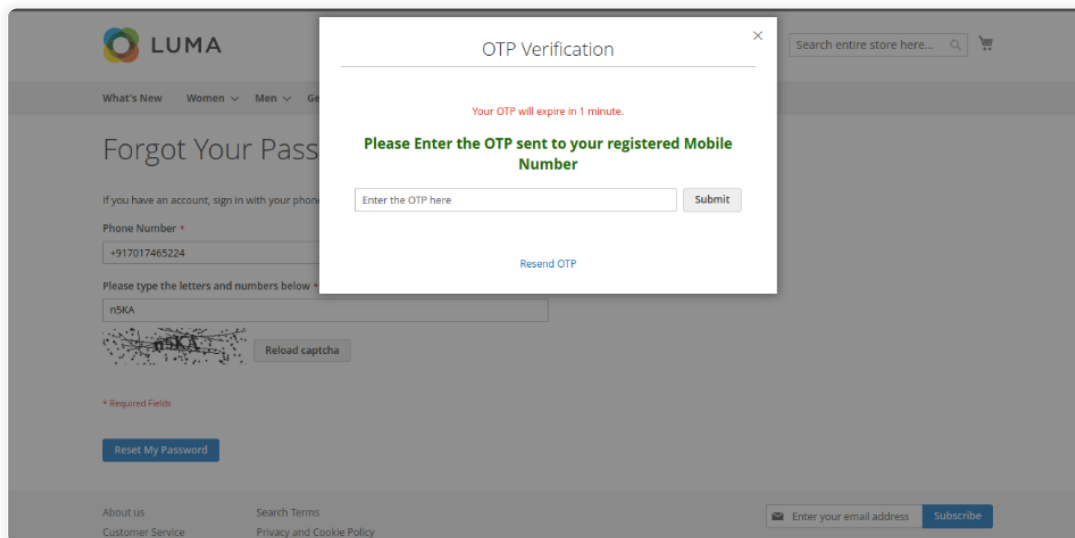 LUMA
Search entire store here...
What's New Women Men Ge
Forgot Your Pass
If you have an account, sign in with your phon
Phone Number *
+917017465224
Please type the letters and numbers below *
n5KA
n5KA
Reload captcha
* Required Fields
Reset My Password
OTP Verification
Your OTP will expire in 1 minute.
Please Enter the OTP sent to your registered Mobile
Number
Enter the OTP here
Submit
Resend OTP
About us
Search Terms
Customer Service
Privacy and Cookie Policy
Enter your email address
Subscribe